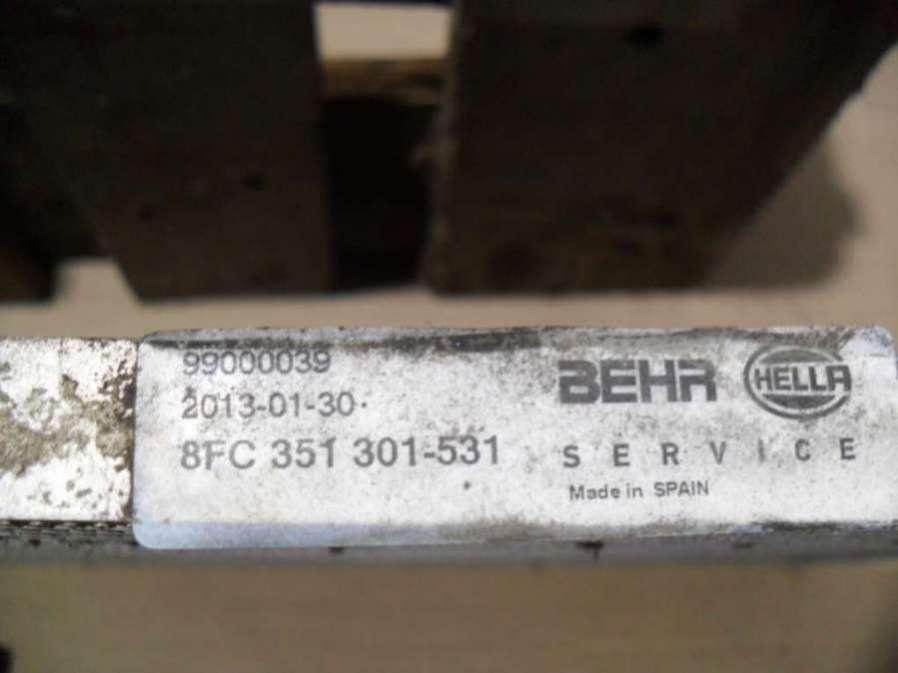 99000039
2013-01-30
8FC 351 301-531
BEHR HELLA
SERVICE
Made in SPAIN